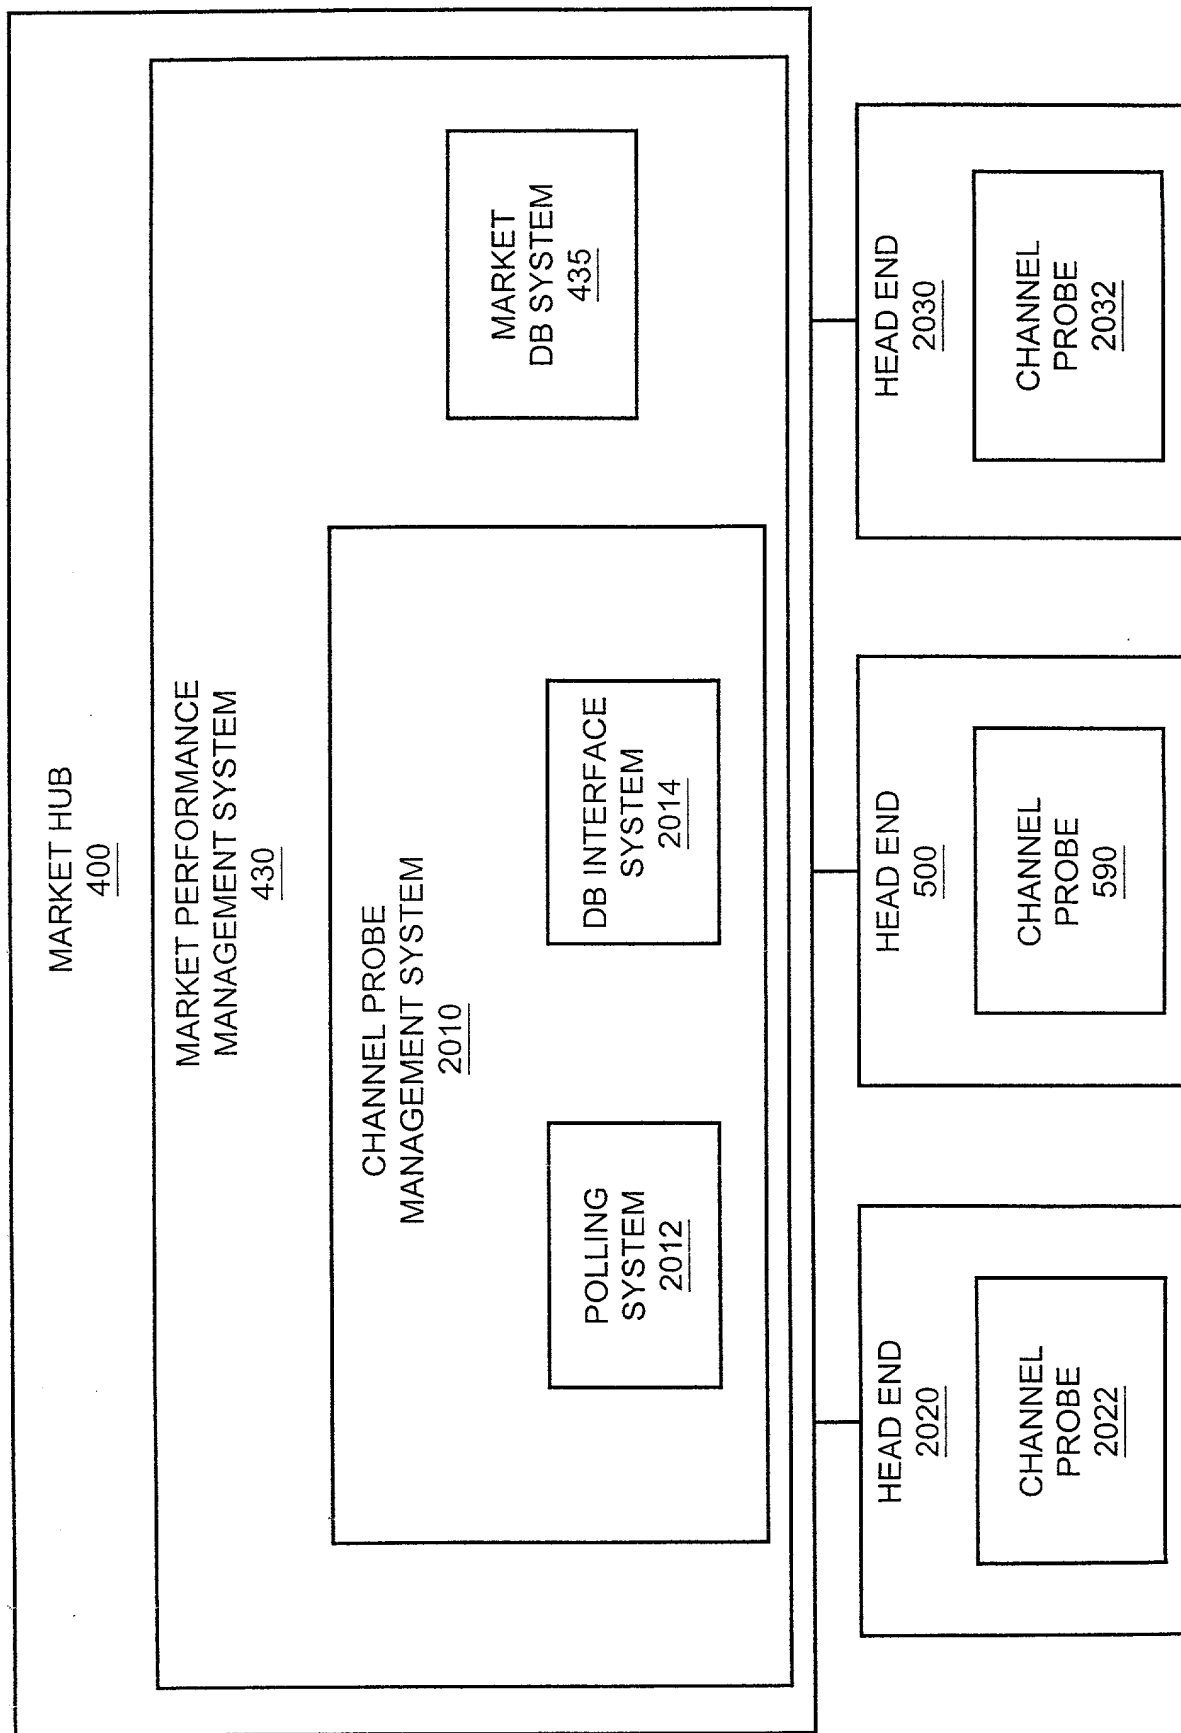 MARKET HUB
400
MARKET PERFORMANCE
MANAGEMENT SYSTEM
430
CHANNEL PROBE
MANAGEMENT SYSTEM
2010
POLLING
SYSTEM
2012
DB INTERFACE
SYSTEM
2014
MARKET
DB SYSTEM
435
HEAD END
2020
CHANNEL
PROBE
2022
HEAD END
500
CHANNEL
PROBE
590
HEAD END
2030
CHANNEL
PROBE
2032